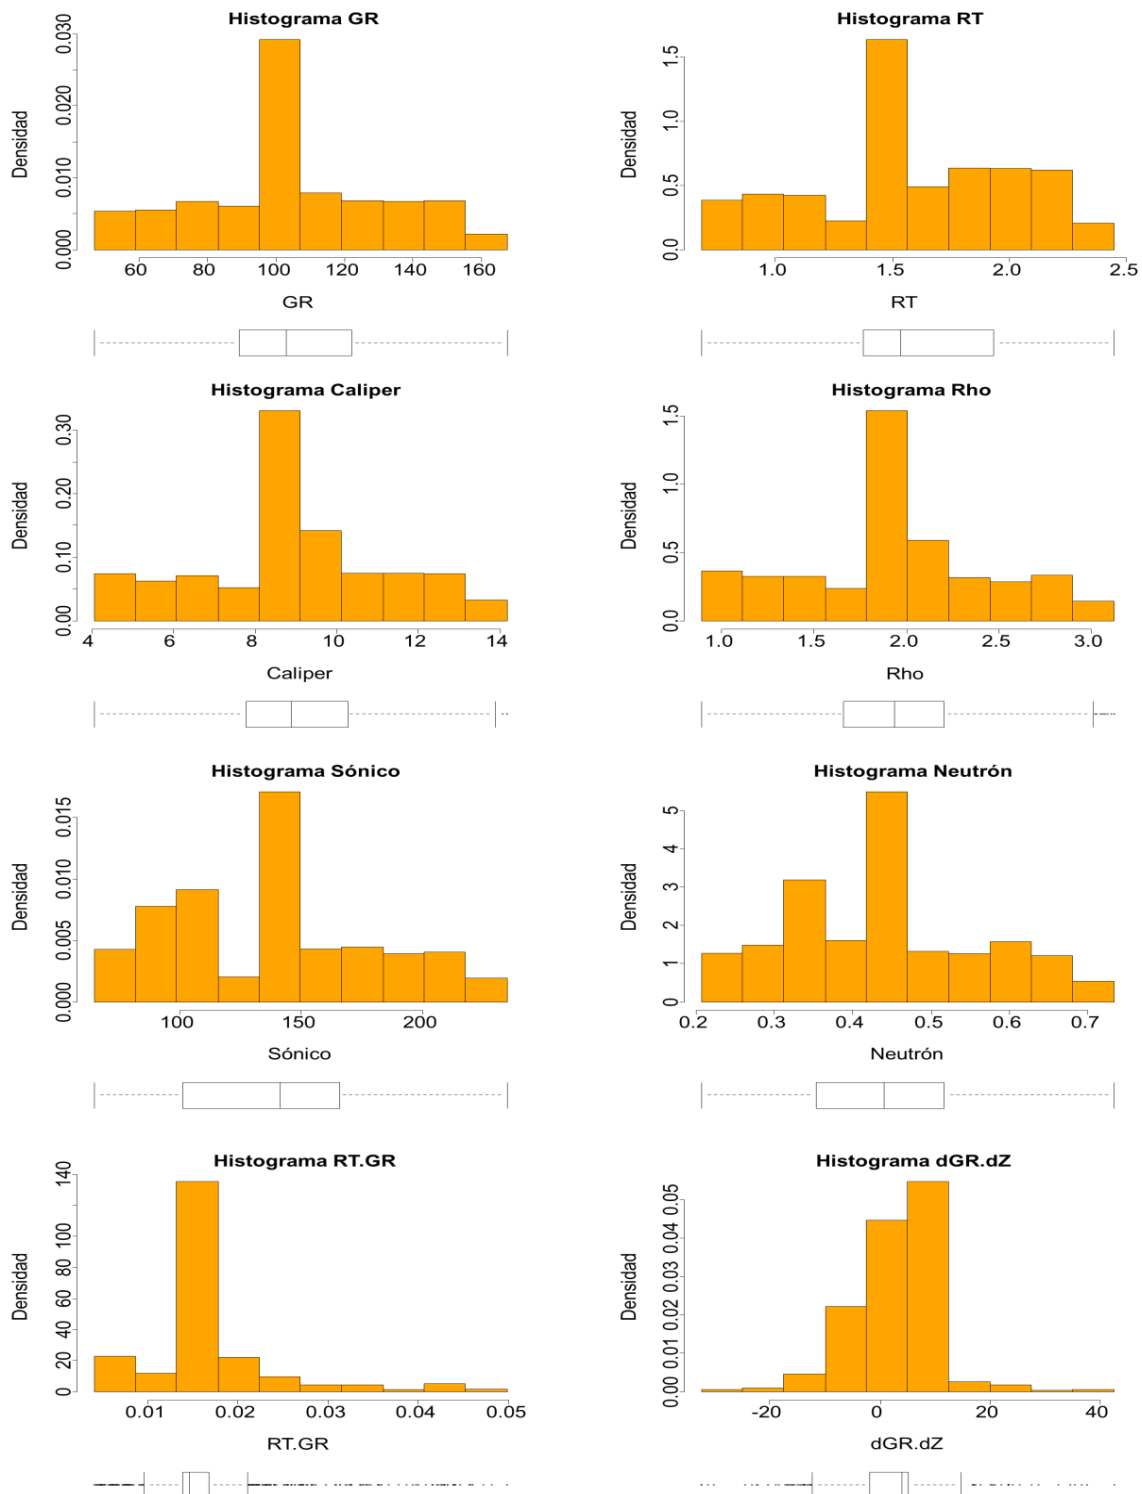 Histograma GR
Densidad
0.000 0.010 0.020 0.030
60 80 100 120 140 160
GR
Histograma RT
Densidad
0.0 0.5 1.0 1.5
1.0 1.5 2.0 2.5
RT
Histograma Caliper
Densidad
0.00 0.10 0.20 0.30
4 6 8 10 12 14
Caliper
Histograma Rho
Densidad
0.0 0.5 1.0 1.5
1.0 1.5 2.0 2.5 3.0
Rho
Histograma Sónico
Densidad
0.000 0.005 0.010 0.015
100 150 200
Sónico
Histograma Neutrón
Densidad
0 1 2 3 4 5
0.2 0.3 0.4 0.5 0.6 0.7
Neutrón
Histograma RT.GR
Densidad
0 20 40 60 80 100 140
0.01 0.02 0.03 0.04 0.05
RT.GR
Histograma dGR.dZ
Densidad
0.00 0.01 0.02 0.03 0.04 0.05
-20 0 20 40
dGR.dZ